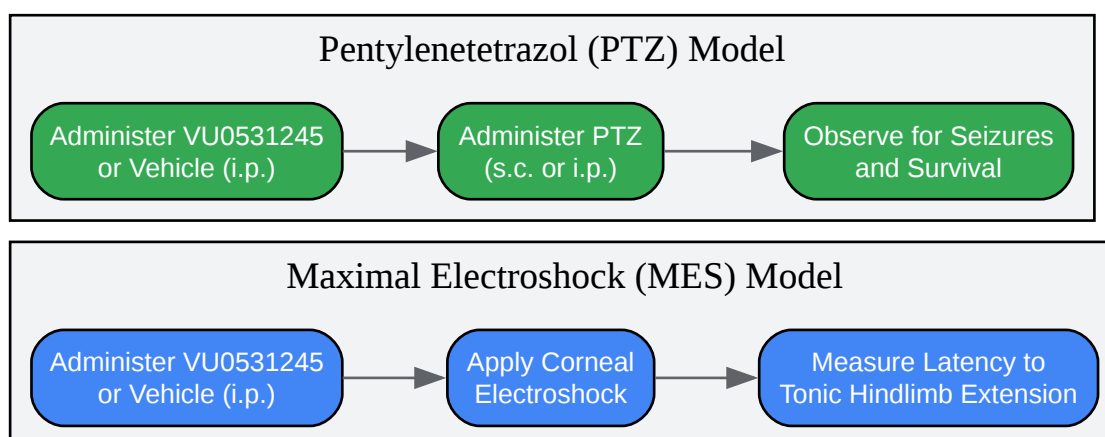 Pentylenetetrazol (PTZ) Model
Administer VU0531245
or Vehicle (i.p.)
Administer PTZ
(s.c. or i.p.)
Observe for Seizures
and Survival
Maximal Electroshock (MES) Model
Administer VU0531245
or Vehicle (i.p.)
Apply Corneal
Electroshock
Measure Latency to
Tonic Hindlimb Extension